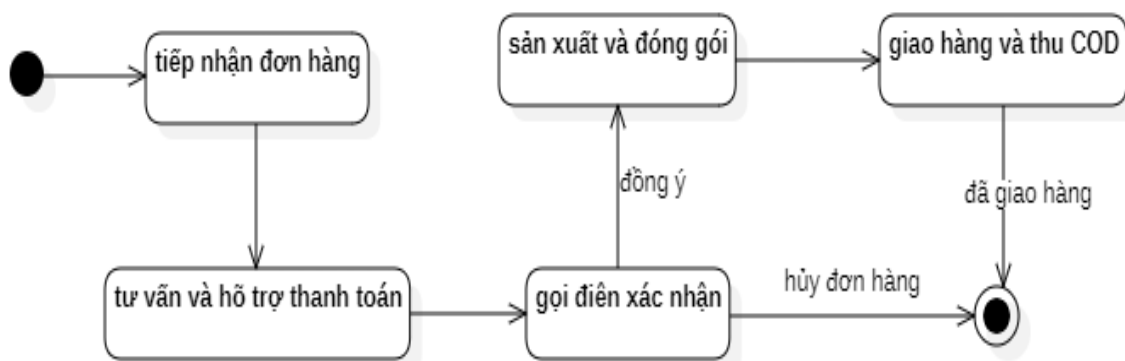 tiếp nhận đơn hàng
sản xuất và đóng gói
giao hàng và thu COD
đồng ý
đã giao hàng
tư vấn và hỗ trợ thanh toán
gọi điên xác nhận
hủy đơn hàng